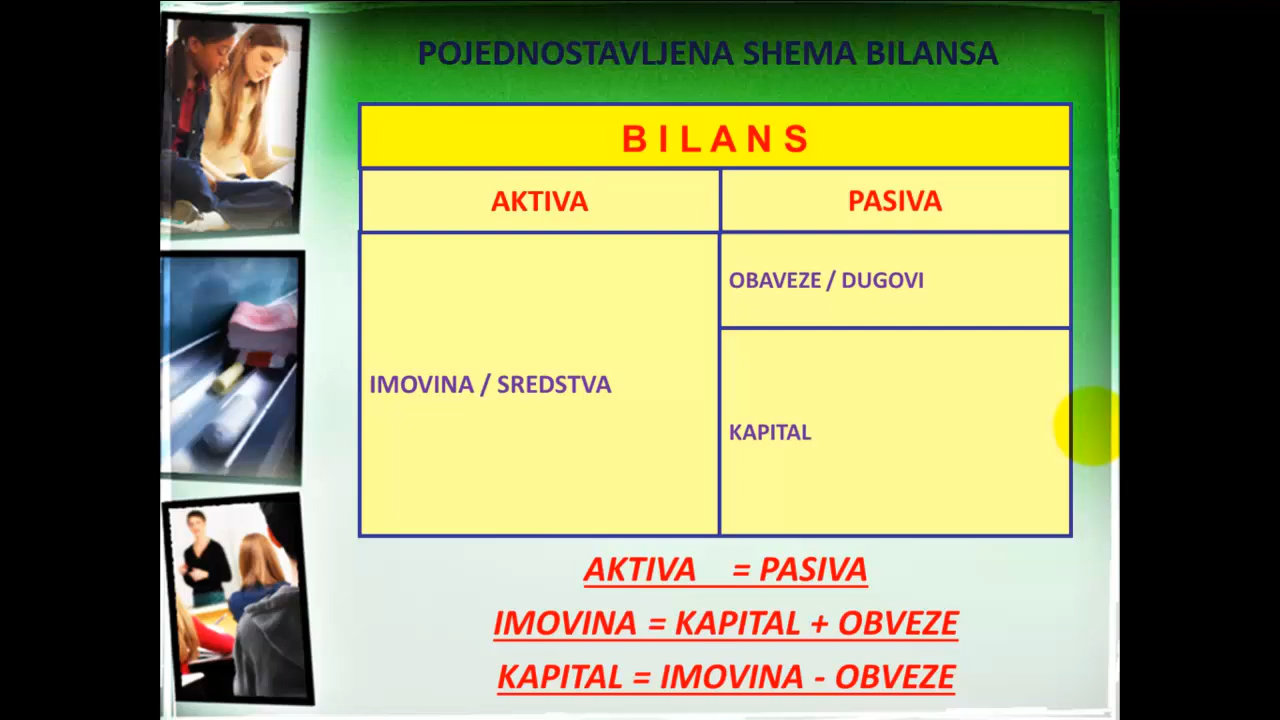 POJEDNOSTAVLJENA SHEMA BILANSA
B I L A N S
AKTIVA
PASIVA
IMOVINA / SREDSTVA
OBAVEZE / DUGOVI
KAPITAL
AKTIVA = PASIVA
IMOVINA = KAPITAL + OBVEZE
KAPITAL = IMOVINA - OBVEZE